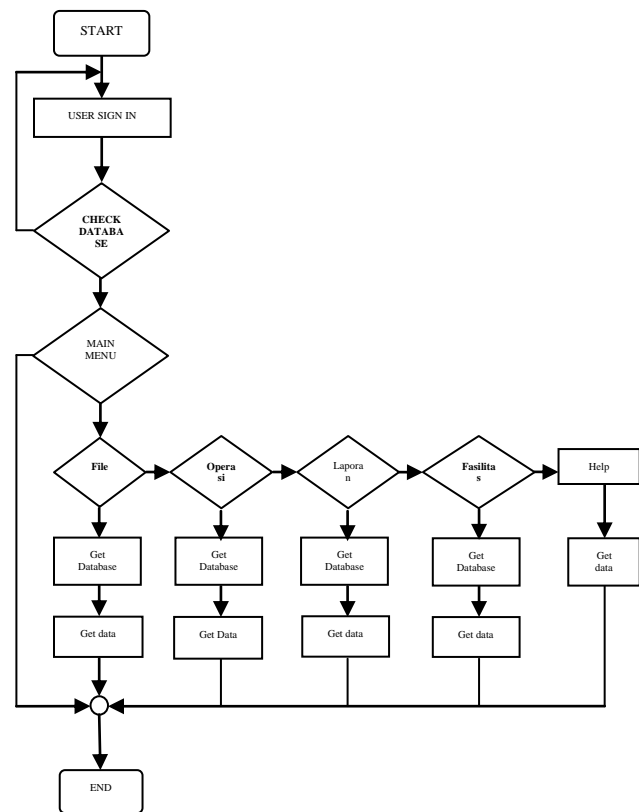 START
USER SIGN IN
CHECK
DATABA
SE
MAIN
MENU
File
Opera
si
Lapora
n
Fasilita
s
Help
Get
Database
Get
Database
Get
Database
Get
Database
Get
data
Get data
Get Data
Get data
Get data
END